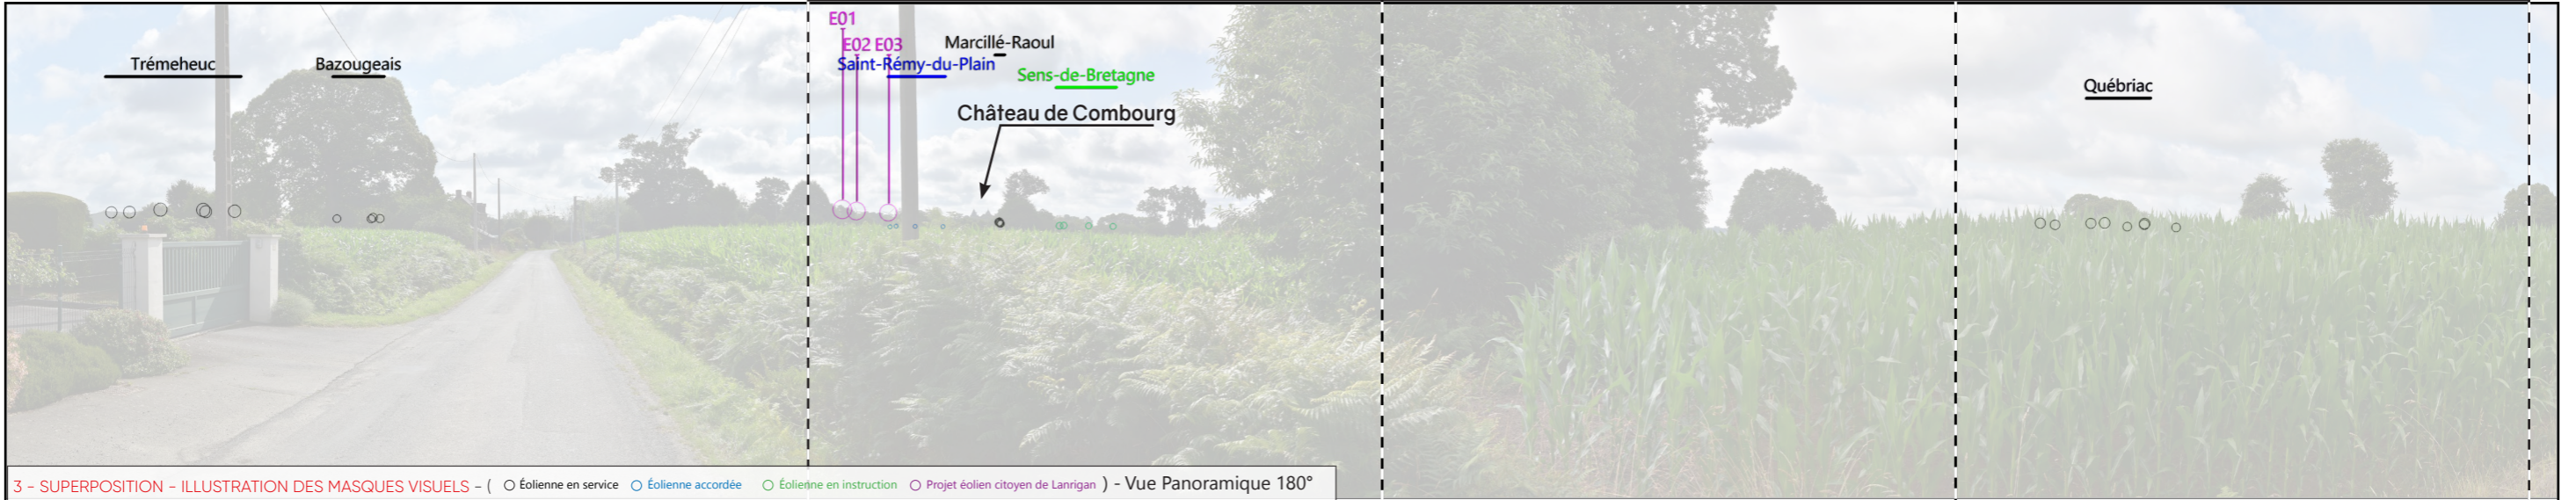 E01
E02 E03
Marcillé-Raoul
Trémeheuc
Bazougeais
Saint-Rémy-du-Plain
Sens-de-Bretagne
Québriac
Château de Combourg
3 - SUPERPOSITION - ILLUSTRATION DES MASQUES VISUELS - ( Éolienne en service Éolienne accordée Éolienne en instruction Projet éolien citoyen de Lanrigan ) - Vue Panoramique 180°